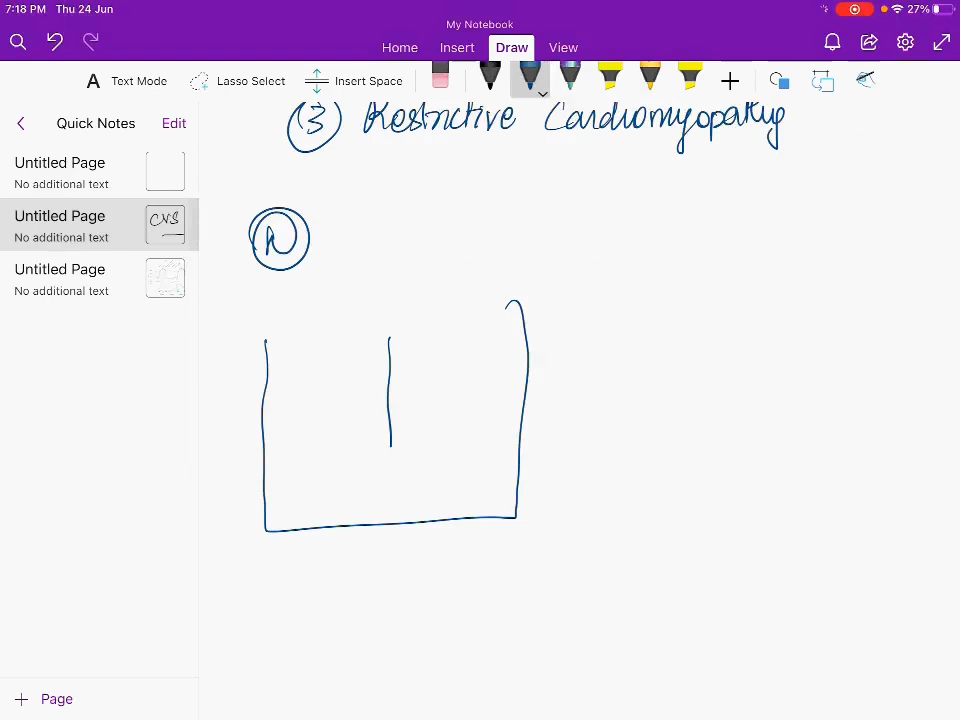 7:18 PM Thu 24 Jun 27%
My Notebook
Home Insert Draw View
A Text Mode Lasso Select Insert Space
Quick Notes Edit
Untitled Page
No additional text
Untitled Page
No additional text
CNS
Untitled Page
No additional text
(3) Restrictive Cardiomyopathy
+ Page